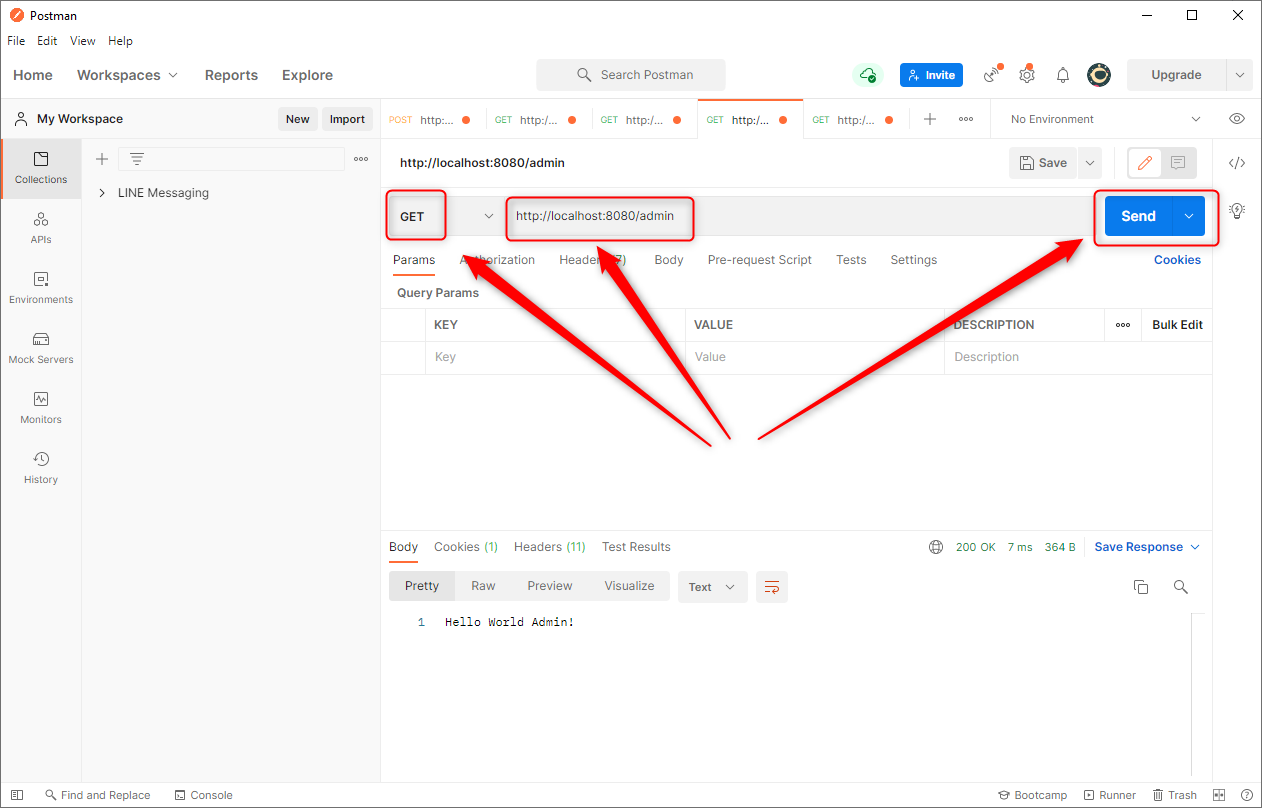 Postman
File Edit View Help
Home Workspaces Reports Explore Search Postman Invite Upgrade
My Workspace New Import POST http:... GET http:/... GET http:/... GET http:/... GET http:/... No Environment
Collections
APIs
Environments
Mock Servers
Monitors
History
LINE Messaging
http://localhost:8080/admin Save
GET http://localhost:8080/admin Send
Params Body Pre-request Script Tests Settings Cookies
Query Params
KEY VALUE DESCRIPTION Bulk Edit
Key Value Description
Body Cookies (1) Headers (11) Test Results 200 OK 7 ms 364 B Save Response
Pretty Raw Preview Visualize Text
1 Hello World Admin!
Find and Replace Console Bootcamp Runner Trash